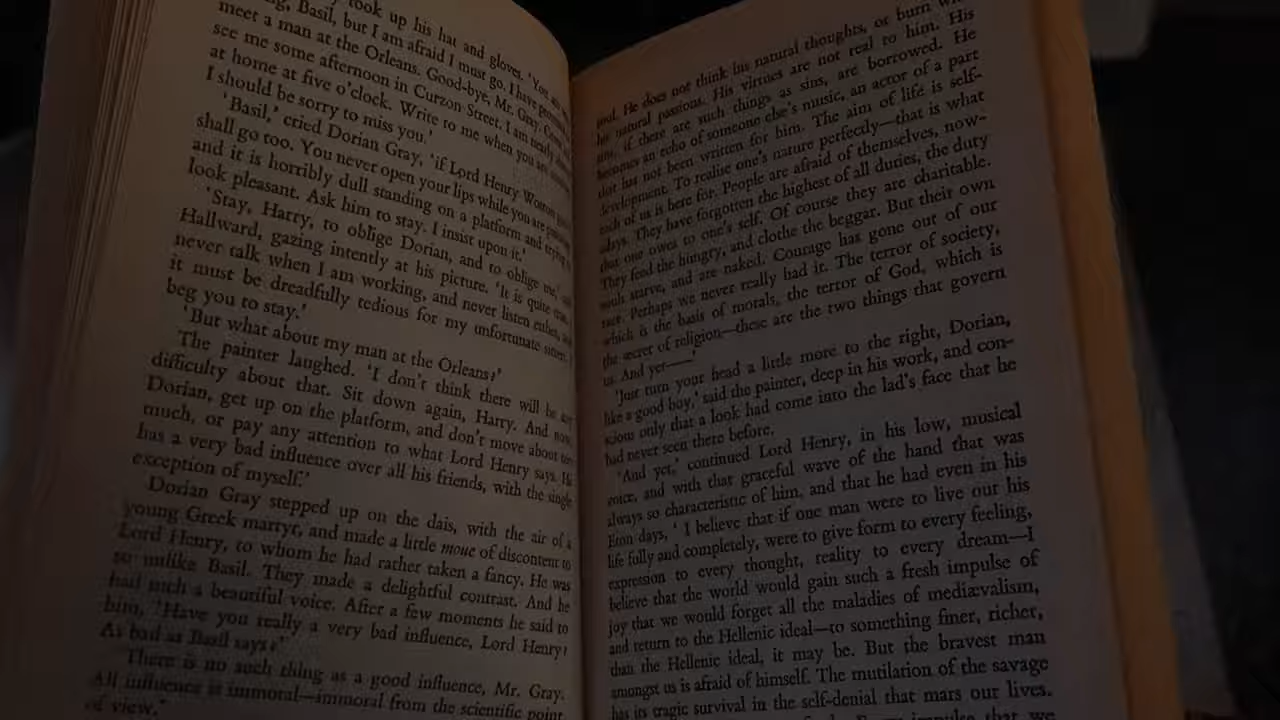 took up his hat and gloves. 'You
Basil, but I am afraid I must go. I have
meet a man at the Orleans. Good-bye, Mr. Gray.
see me some afternoon in Curzon Street. I am nearly
at home at five o'clock. Write to me when you are
I should be sorry to miss you.'
'Basil,' cried Dorian Gray, 'if Lord Henry
shall go too. You never open your lips while you are
and it is horribly dull standing on a platform and trying
look pleasant. Ask him to stay. I insist upon it.'
'Stay, Harry, to oblige Dorian, and to oblige me,'
Hallward, gazing intently at his picture. 'It is quite
never talk when I am working, and never listen either,
it must be dreadfully tedious for my unfortunate sitters.
beg you to stay.'
'But what about my man at the Orleans?'
The painter laughed. 'I don't think there will be any
difficulty about that. Sit down again, Harry. And now,
Dorian, get up on the platform, and don't move about too
much, or pay any attention to what Lord Henry says. He
has a very bad influence over all his friends, with the single
exception of myself.'
Dorian Gray stepped up on the dais, with the air of a
young Greek martyr, and made a little moue of discontent to
Lord Henry, to whom he had rather taken a fancy. He was
so unlike Basil. They made a delightful contrast. And he
had such a beautiful voice. After a few moments he said to
him, 'Have you really a very bad influence, Lord Henry?
As bad as Basil says?'
'There is no such thing as a good influence, Mr. Gray.
All influence is immoral—immoral from the scientific point
of view.'
soul. He does not think his natural thoughts, or burn
his natural passions. His virtues are not real to him. His
sins, if there are such things as sins, are borrowed. He
becomes an echo of someone else's music, an actor of a part
that has not been written for him. The aim of life is self-
development. To realise one's nature perfectly—that is what
each of us is here for. People are afraid of themselves, now-
adays. They have forgotten the highest of all duties, the duty
that one owes to one's self. Of course they are charitable.
They feed the hungry, and clothe the beggar. But their own
souls starve, and are naked. Courage has gone out of our
race. Perhaps we never really had it. The terror of society,
which is the basis of morals, the terror of God, which is
the secret of religion—these are the two things that govern
us. And yet——'
'Just turn your head a little more to the right, Dorian,
like a good boy,' said the painter, deep in his work, and con-
scious only that a look had come into the lad's face that he
had never seen there before.
'And yet,' continued Lord Henry, in his low, musical
voice, and with that graceful wave of the hand that was
always so characteristic of him, and that he had even in his
Eton days, 'I believe that if one man were to live out his
life fully and completely, were to give form to every feeling,
expression to every thought, reality to every dream—I
believe that the world would gain such a fresh impulse of
joy that we would forget all the maladies of mediævalism,
and return to the Hellenic ideal—to something finer, richer,
than the Hellenic ideal, it may be. But the bravest man
amongst us is afraid of himself. The mutilation of the savage
has its tragic survival in the self-denial that mars our lives.
impulse that we